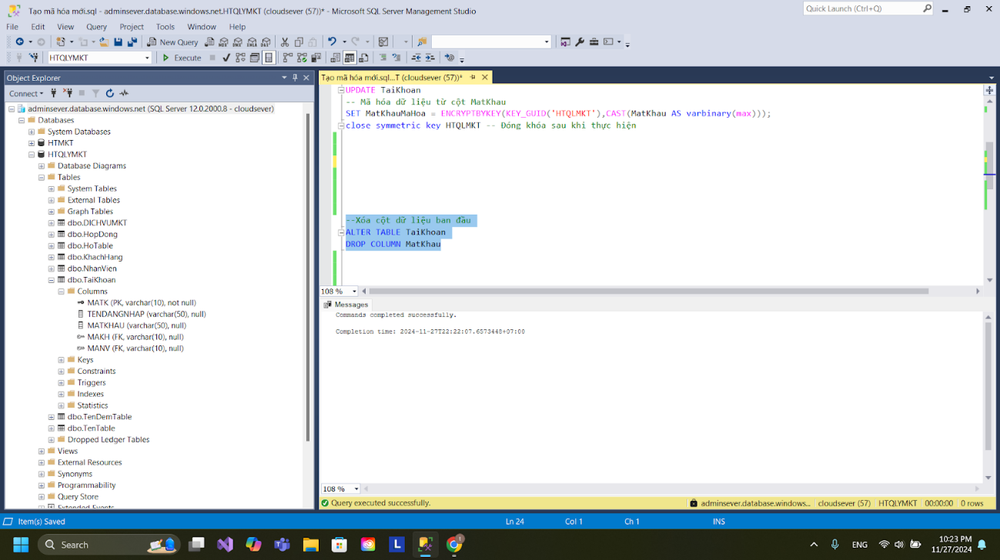 Tạo mã hóa mới.sql - adminsever.database.windows.net.HTQLYMKT (cloudsever (57))* - Microsoft SQL Server Management Studio
Quick Launch (Ctrl+Q)
File Edit View Query Project Tools Window Help
New Query
HTQLYMKT Execute
Object Explorer
Connect
adminsever.database.windows.net (SQL Server 12.0.2000.8 - cloudsever)
Databases
System Databases
HTMKT
HTQLYMKT
Database Diagrams
Tables
System Tables
External Tables
Graph Tables
dbo.DICHVUMKT
dbo.HopDong
dbo.HoTable
dbo.KhachHang
dbo.NhanVien
dbo.TaiKhoan
Columns
MATK (PK, varchar(10), not null)
TENDANGNHAP (varchar(50), null)
MATKHAU (varchar(50), null)
MAKH (FK, varchar(10), null)
MANV (FK, varchar(10), null)
Keys
Constraints
Triggers
Indexes
Statistics
dbo.TenDemTable
dbo.TenTable
Dropped Ledger Tables
Views
External Resources
Synonyms
Programmability
Query Store
Extended Events
Tạo mã hóa mới.sql...T (cloudsever (57))*
UPDATE TaiKhoan
-- Mã hóa dữ liệu từ cột MatKhau
SET MatKhauMaHoa = ENCRYPTBYKEY(KEY_GUID('HTQLMKT'),CAST(MatKhau AS varbinary(max)));
close symmetric key HTQLMKT -- Đóng khóa sau khi thực hiện
--Xóa cột dữ liệu ban đầu
ALTER TABLE TaiKhoan
DROP COLUMN MatKhau
108 %
Messages
Commands completed successfully.
Completion time: 2024-11-27T22:22:07.6573448+07:00
108 %
Query executed successfully. adminsever.database.windows... cloudsever (57) HTQLYMKT 00:00:00 0 rows
Item(s) Saved Ln 24 Col 1 Ch 1 INS
Search
ENG
10:23 PM
11/27/2024